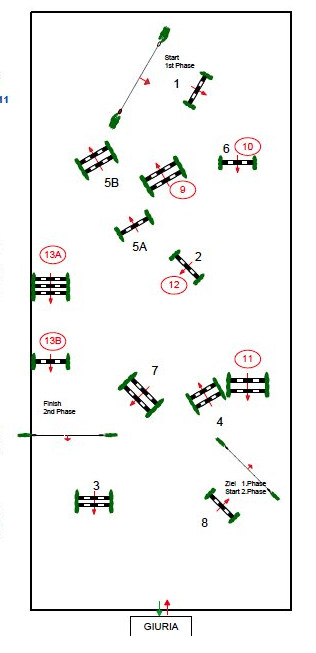 Start
1st Phase
1
11
6
10
5B
9
5A
2
12
13A
13B
7
11
Finish
2nd Phase
4
3
Ziel 1.Phase
Start 2.Phase
8
GIURIA